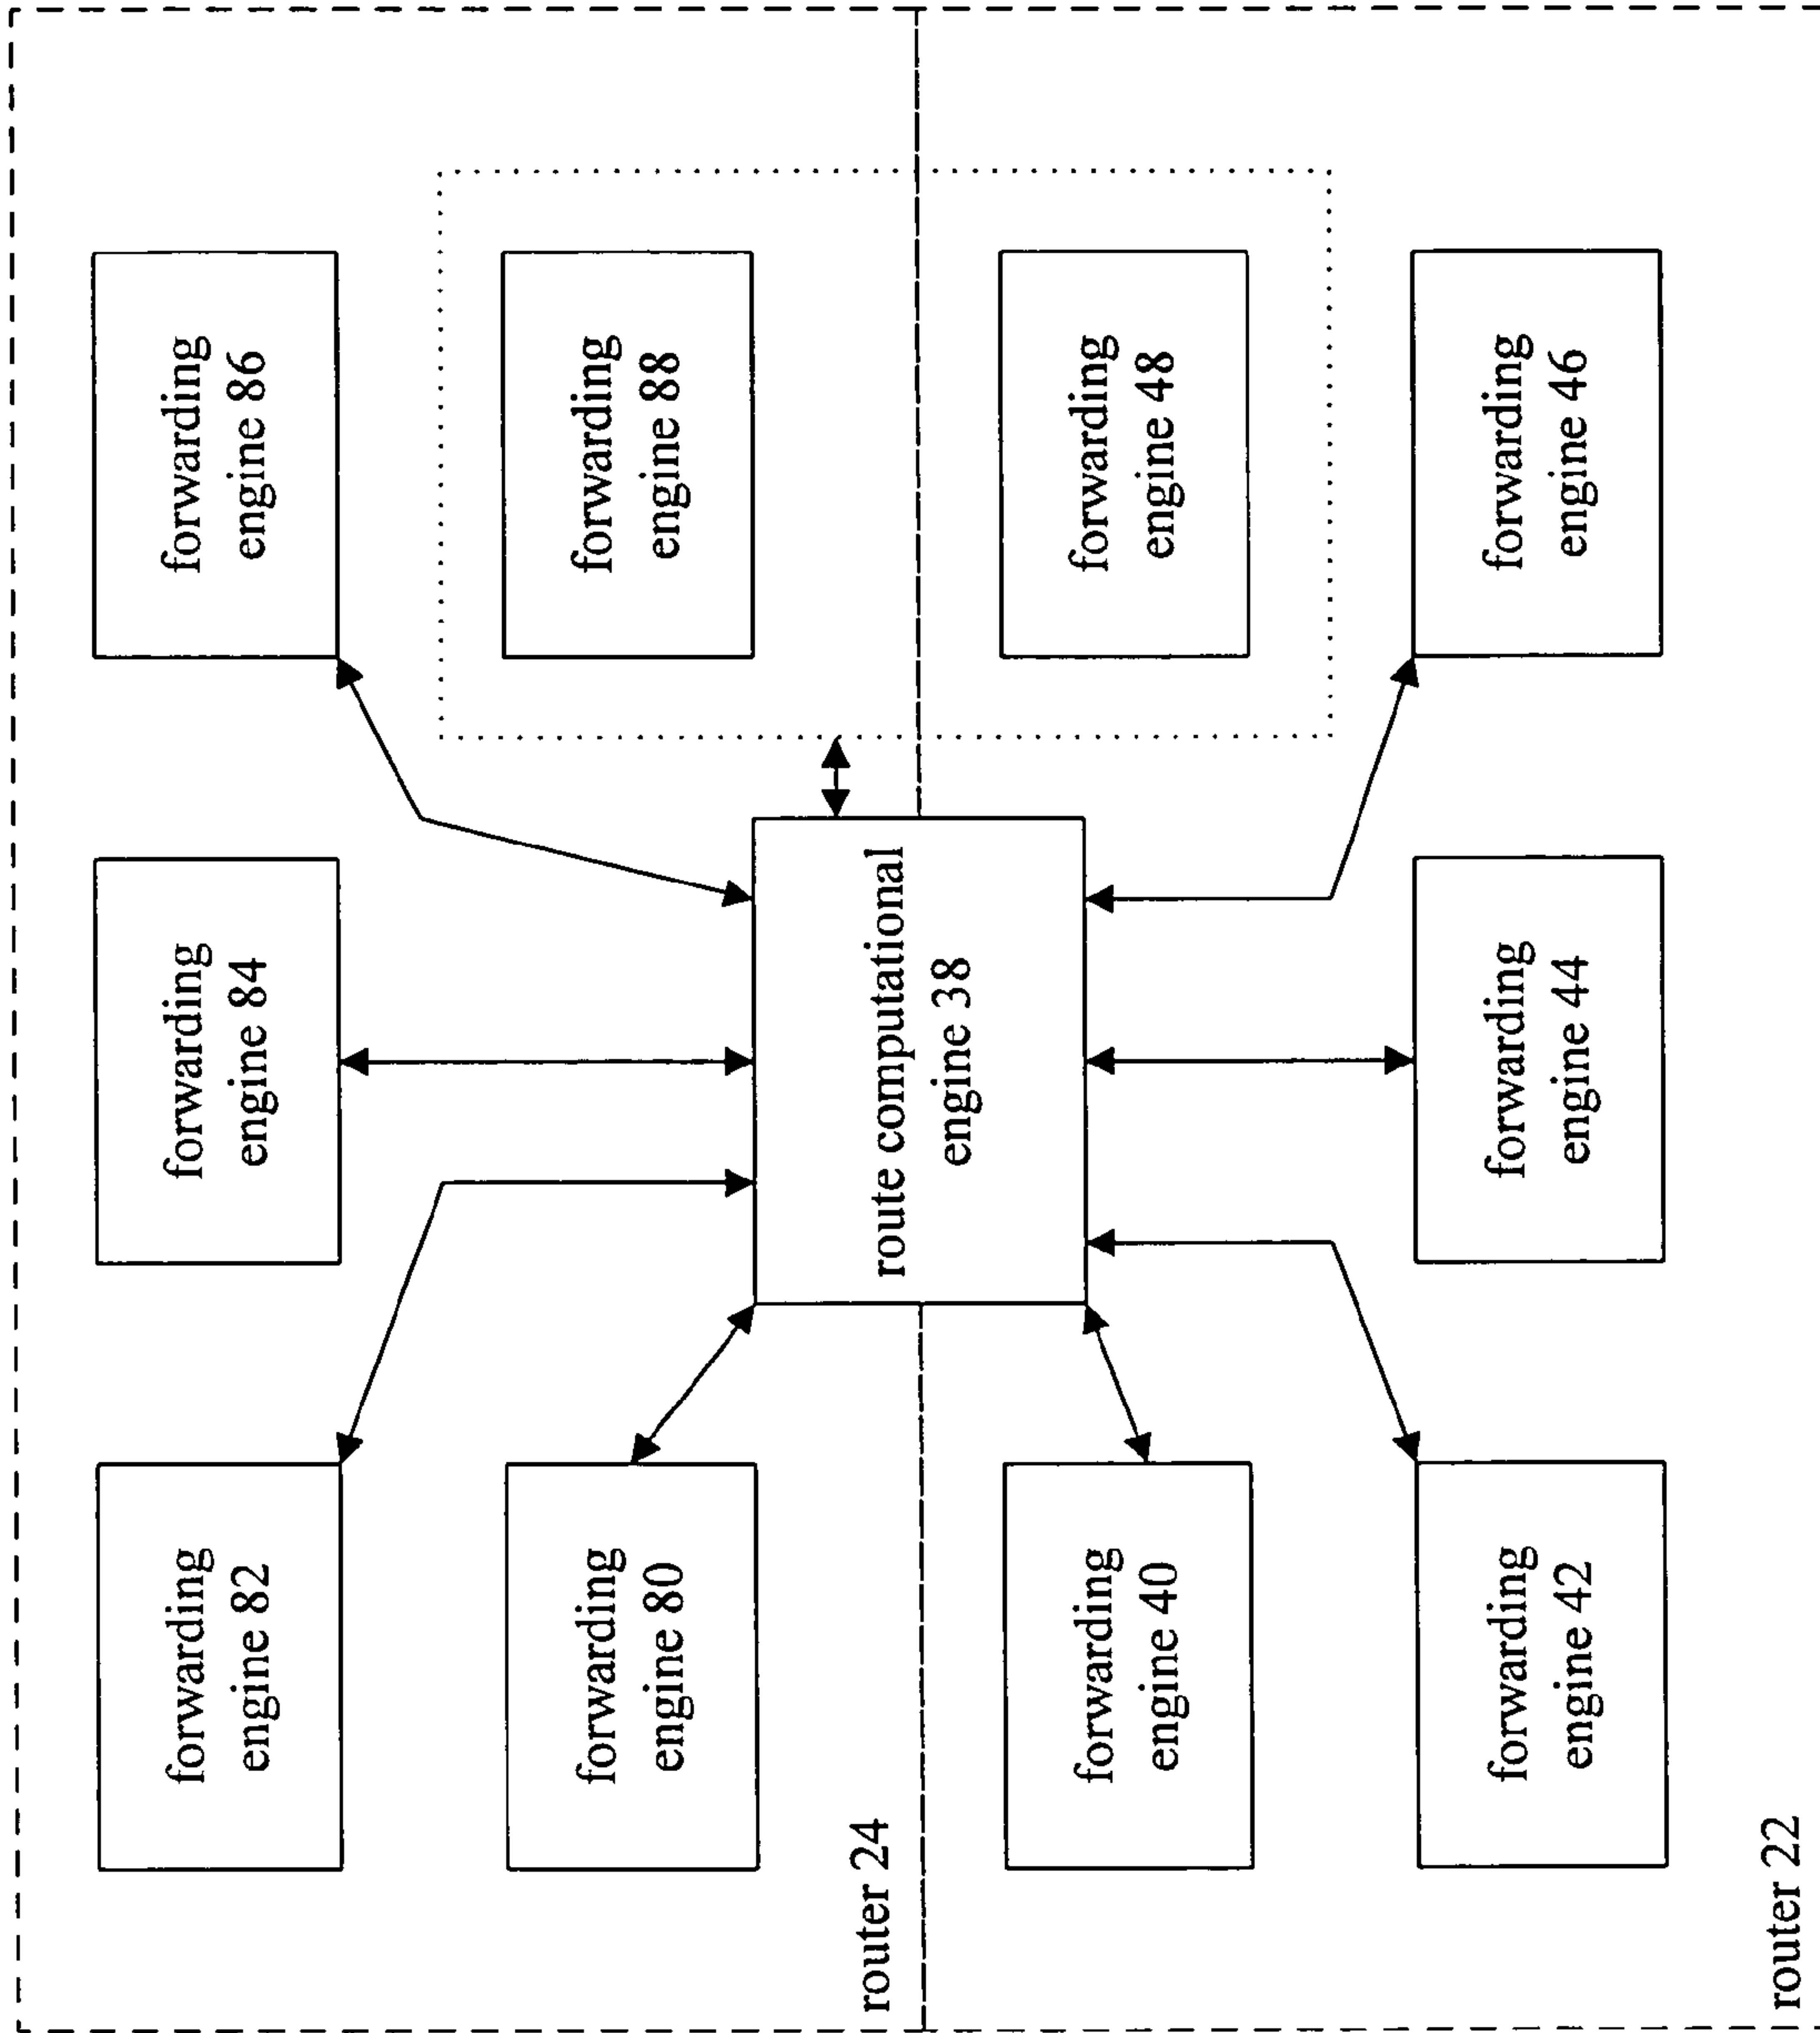 forwarding
engine 82
forwarding
engine 84
forwarding
engine 86
forwarding
engine 80
forwarding
engine 88
router 24
route computational
engine 38
forwarding
engine 40
forwarding
engine 48
forwarding
engine 42
forwarding
engine 44
forwarding
engine 46
router 22